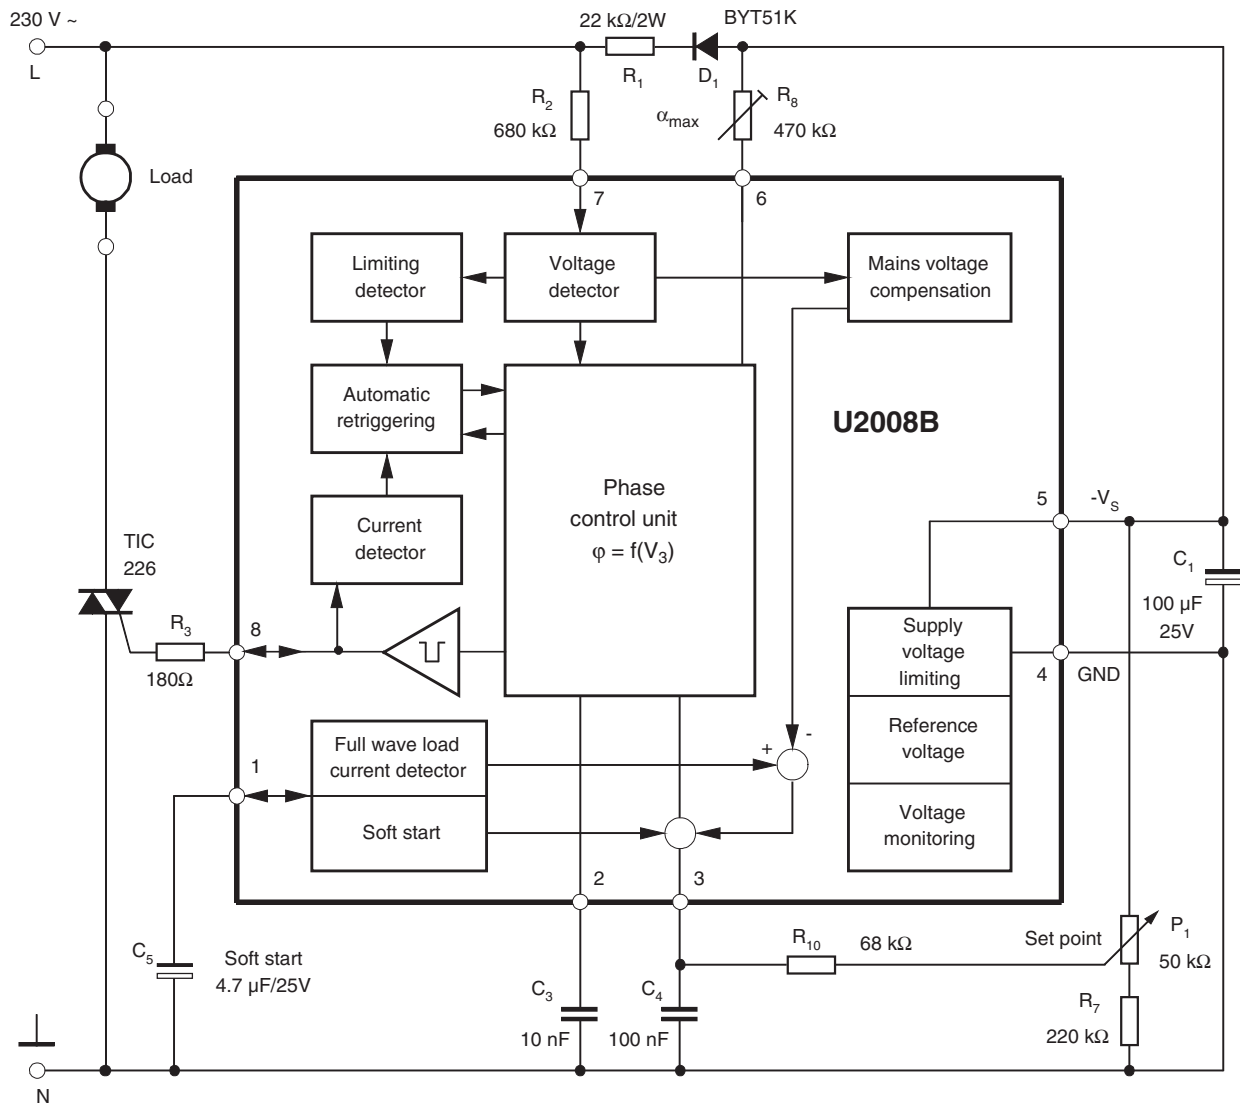 230 V ~
22 kΩ/2W
BYT51K
L
R1
D1
R2
680 kΩ
αmax
R8
470 kΩ
Load
7
6
Limiting
detector
Voltage
detector
Mains voltage
compensation
Automatic
retriggering
U2008B
Phase
control unit
φ = f(V3)
5
-VS
TIC
226
Current
detector
C1
100 µF
25V
R3
8
180Ω
Supply
voltage
limiting
4
GND
Reference
voltage
Full wave load
current detector
1
+
-
Soft start
Voltage
monitoring
2
3
C5
Soft start
4.7 µF/25V
R10
68 kΩ
Set point
P1
50 kΩ
C3
10 nF
C4
100 nF
R7
220 kΩ
N